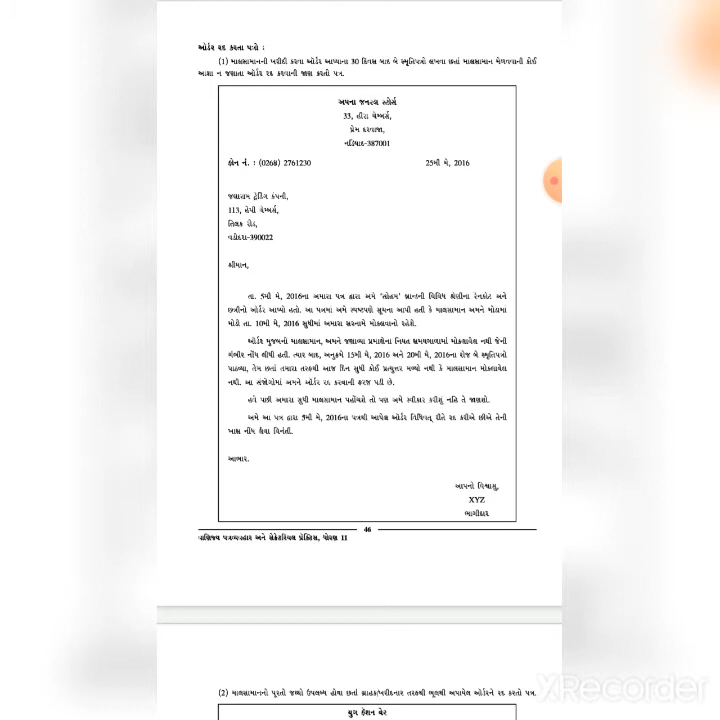 ઓર્ડર રદ કરતા પત્રો :
(1) માલસામાનની ખરીદી કરવા ઓર્ડર આપ્યાના 30 દિવસ બાદ બે સ્મૃતિપત્રો લખવા છતાં માલસામાન મેળવવાની કોઈ
આશા ન જણાતા ઓર્ડર રદ કરવાની જાણ કરતો પત્ર.
અપના જનરલ સ્ટોર્સ
33, હીરા ચેમ્બર્સ,
પ્રેમ દરવાજા,
નડિયાદ-387001
ફોન નં. : (0268) 2761230 25મી મે, 2016
જલારામ ટ્રેડિંગ કંપની,
113, હેપી ચેમ્બર્સ,
તિલક રોડ,
વડોદરા-390022
શ્રીમાન,
તા. 5મી મે, 2016ના અમારા પત્ર દ્વારા અમે 'સોહમ' બ્રાન્ડની વિવિધ શ્રેણીના રેનકોટ અને
છત્રીનો ઓર્ડર આપ્યો હતો. આ પત્રમાં અમે સ્પષ્ટપણે સૂચના આપી હતી કે માલસામાન અમને મોડામાં
મોડો તા. 10મી મે, 2016 સુધીમાં અમારા સરનામે મોકલવાનો રહેશે.
ઓર્ડર મુજબનો માલસામાન, અમને જણાવ્યા પ્રમાણેના નિયત સમયગાળામાં મોકલાયેલ નથી જેની
ગંભીર નોંધ લીધી હતી. ત્યાર બાદ, અનુક્રમે 15મી મે, 2016 અને 20મી મે, 2016ના રોજ બે સ્મૃતિપત્રો
પાઠવ્યા, તેમ છતાં તમારા તરફથી આજ દિન સુધી કોઈ પ્રત્યુત્તર મળ્યો નથી કે માલસામાન મોકલાયેલ
નથી. આ સંજોગોમાં અમને ઓર્ડર રદ કરવાની ફરજ પડી છે.
હવે પછી અમારા સુધી માલસામાન પહોંચશે તો પણ અમે સ્વીકાર કરીશું નહિ તે જાણશો.
અમે આ પત્ર દ્વારા 5મી મે, 2016ના પત્રથી આપેલ ઓર્ડર વિધિવત્ રીતે રદ કરીએ છીએ તેની
ખાસ નોંધ લેવા વિનંતી.
આભાર.
આપનો વિશ્વાસુ,
XYZ
ભાગીદાર
46
વાણિજ્ય પત્રવ્યવહાર અને સેક્રેટરિયલ પ્રેક્ટિસ, ધોરણ 11
(2) માલસામાનનો પૂરતો જથ્થો ઉપલબ્ધ હોવા છતાં ગ્રાહક/ખરીદનાર તરફથી ભૂલથી અપાયેલ ઓર્ડરને રદ કરતો પત્ર.
યુગ ફૅશન વેર
XRecorder